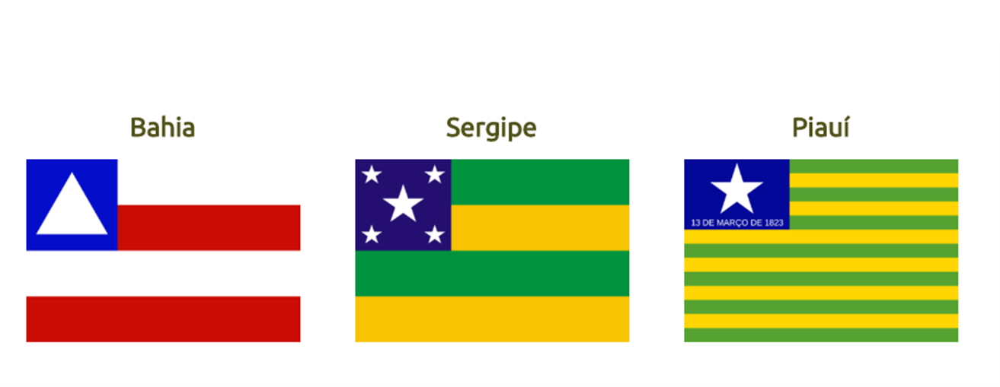 Bahia
Sergipe
Piauí
13 DE MARÇO DE 1823